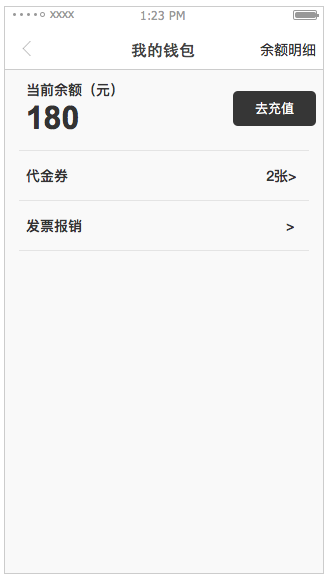 XXXX 1:23 PM
我的钱包 余额明细
当前余额（元）
180
去充值
代金券 2张>
发票报销 >